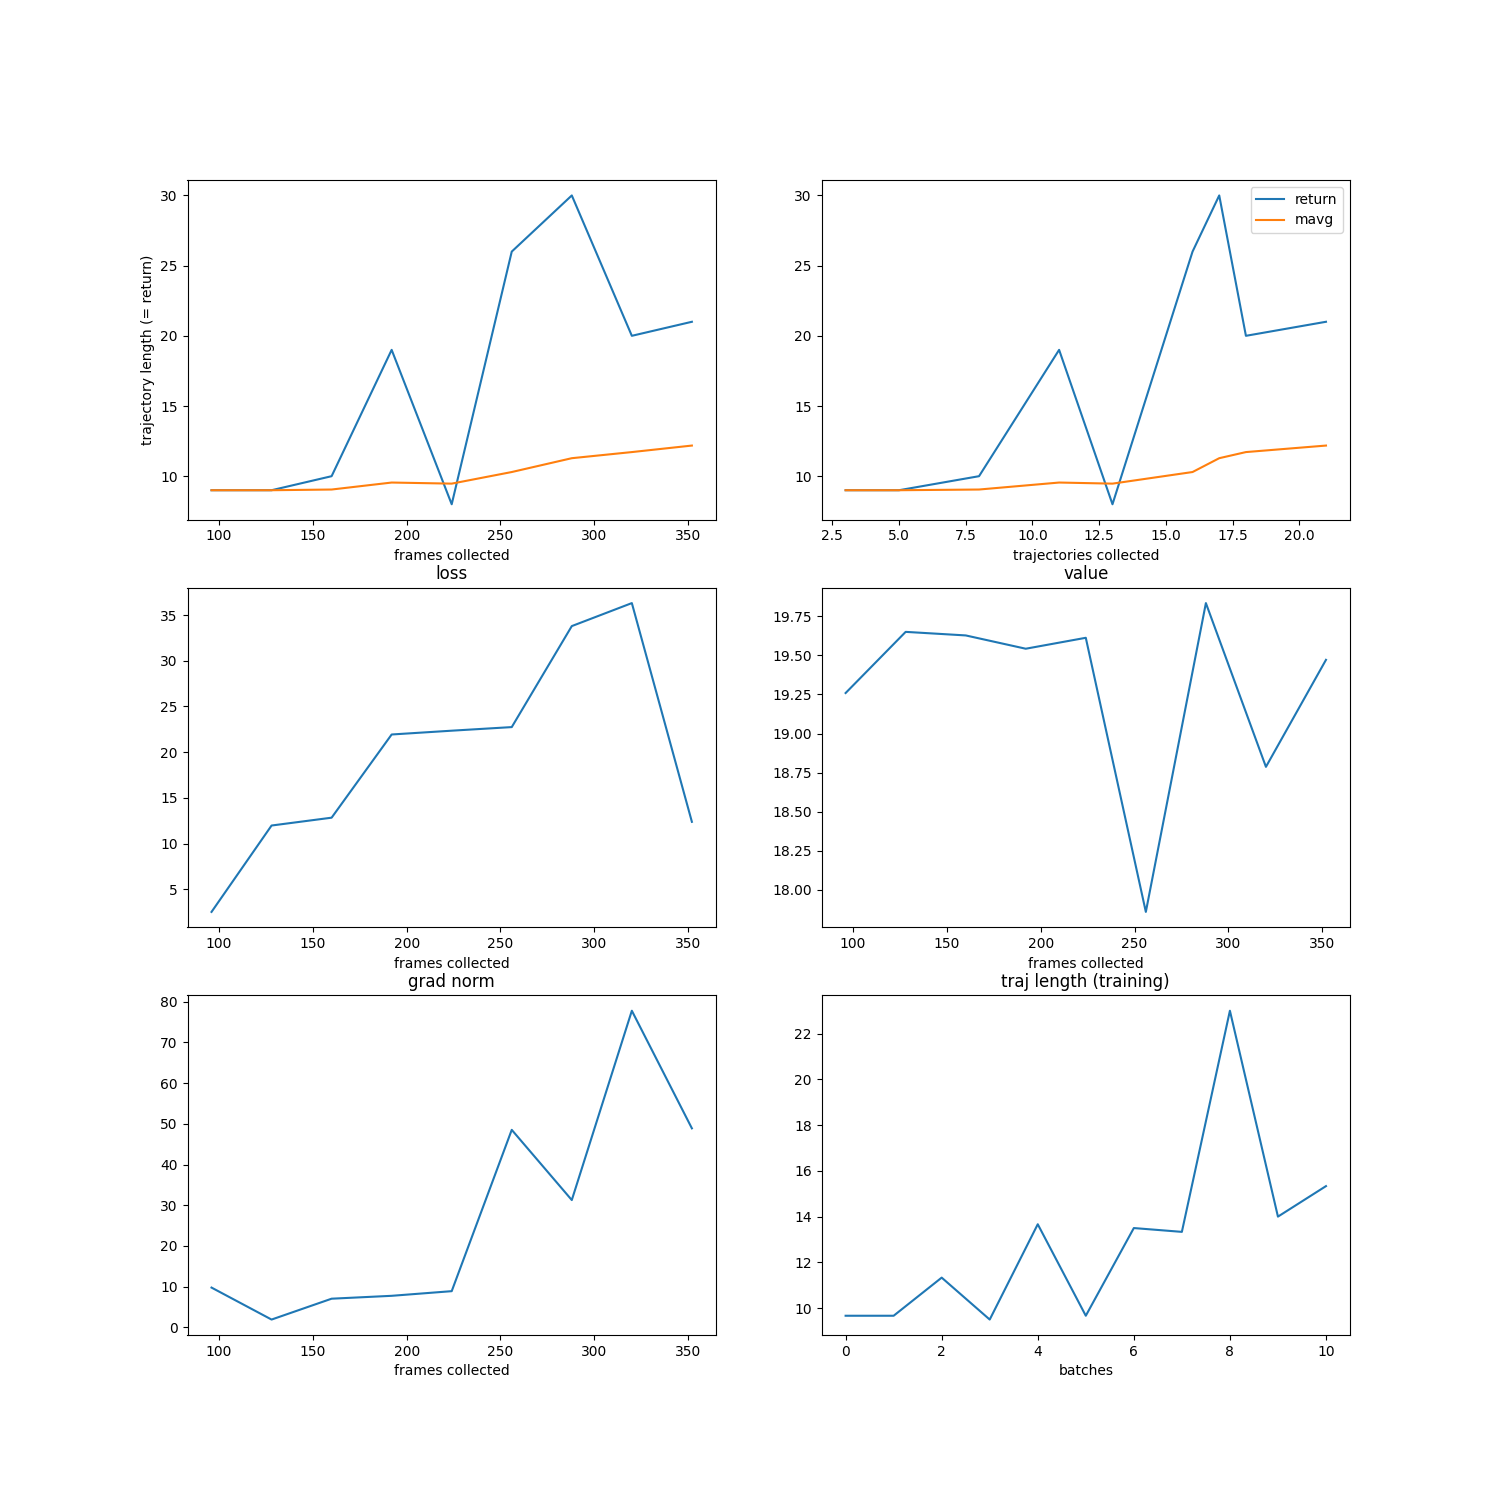 30
25
20
15
10
trajectory length (= return)
100 150 200 250 300 350
frames collected
return
mavg
30
25
20
15
10
2.5 5.0 7.5 10.0 12.5 15.0 17.5 20.0
trajectories collected
loss
35
30
25
20
15
10
5
100 150 200 250 300 350
frames collected
value
19.75
19.50
19.25
19.00
18.75
18.50
18.25
18.00
100 150 200 250 300 350
frames collected
grad norm
80
70
60
50
40
30
20
10
0
100 150 200 250 300 350
frames collected
traj length (training)
22
20
18
16
14
12
10
0 2 4 6 8 10
batches